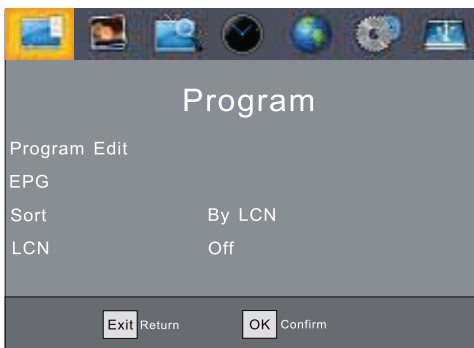 Program
Program Edit
EPG
Sort By LCN
LCN Off
Exit Return OK Confirm